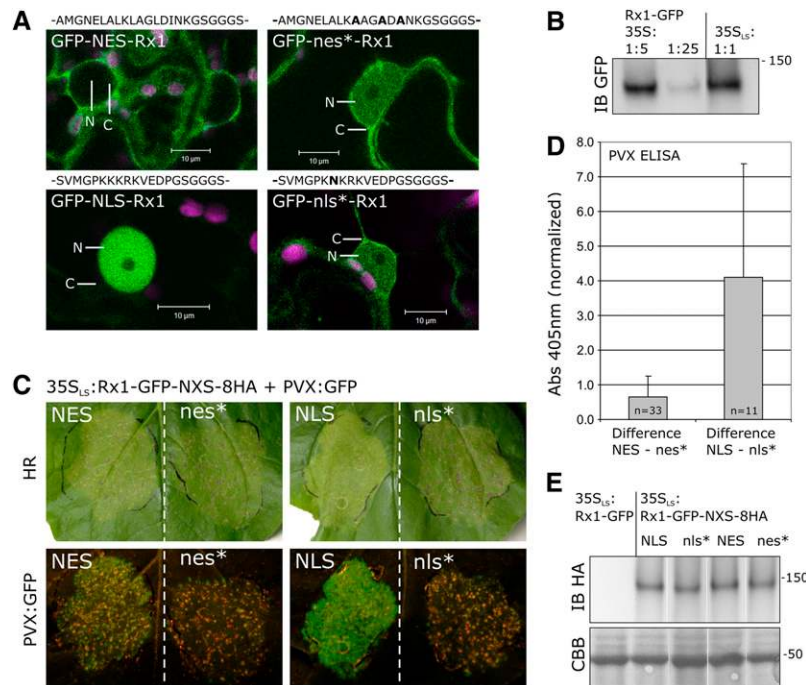 A
-AMGNELALKLAGLDINKGSGGGS-
-AMGNELALKAAGADANKGSGGGS-
GFP-NES-Rx1
GFP-nes*-Rx1
N
C
10 µm
N
C
10 µm
-SVMGPKKKRKVEDPGSGGGS-
-SVMGPKNKRKVEDPGSGGGS-
GFP-NLS-Rx1
GFP-nls*-Rx1
N
C
10 µm
C
N
10 µm
B
Rx1-GFP
35S:
35SLS:
1:5
1:25
1:1
IB GFP
- 150
C
35SLS:Rx1-GFP-NXS-8HA + PVX:GFP
HR
NES
nes*
NLS
nls*
PVX:GFP
NES
nes*
NLS
nls*
D
PVX ELISA
Abs 405nm (normalized)
8.0
7.0
6.0
5.0
4.0
3.0
2.0
1.0
0.0
n=33
n=11
Difference
NES - nes*
Difference
NLS - nls*
E
35SLS:
Rx1-GFP
35SLS:
Rx1-GFP-NXS-8HA
NLS
nls*
NES
nes*
IB HA
-150
CBB
-50